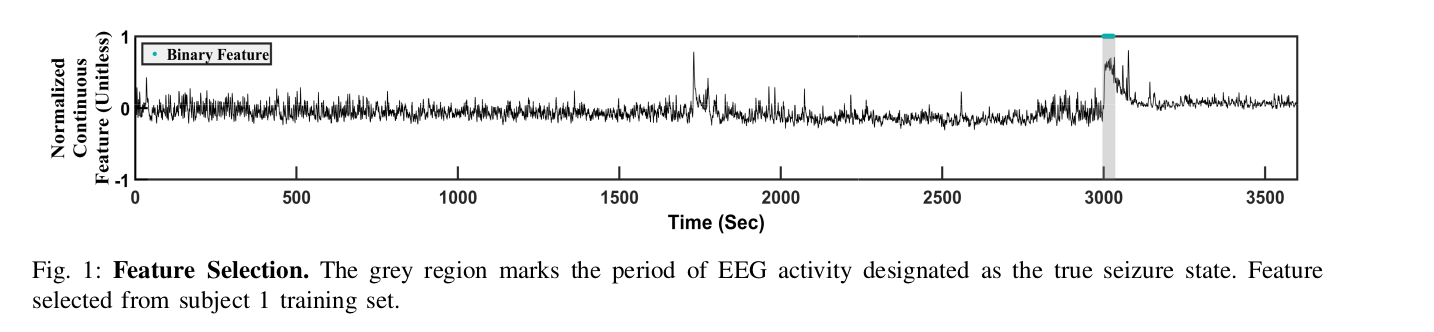 Normalized
Continuous
Feature (Unitless)
1
0
-1
Binary Feature
0 500 1000 1500 2000 2500 3000 3500
Time (Sec)
Fig. 1: Feature Selection. The grey region marks the period of EEG activity designated as the true seizure state. Feature
selected from subject 1 training set.